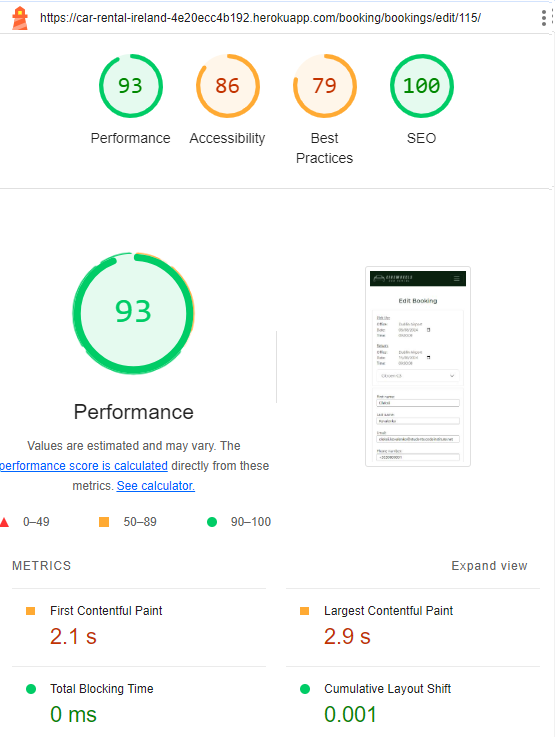 https://car-rental-ireland-4e20ecc4b192.herokuapp.com/booking/bookings/edit/115/
93
86
79
100
Performance
Accessibility
Best
Practices
SEO
93
Edit Booking
Performance
Values are estimated and may vary. The
performance score is calculated directly from these
metrics. See calculator.
0–49
50–89
90–100
METRICS
Expand view
First Contentful Paint
2.1 s
Largest Contentful Paint
2.9 s
Total Blocking Time
0 ms
Cumulative Layout Shift
0.001